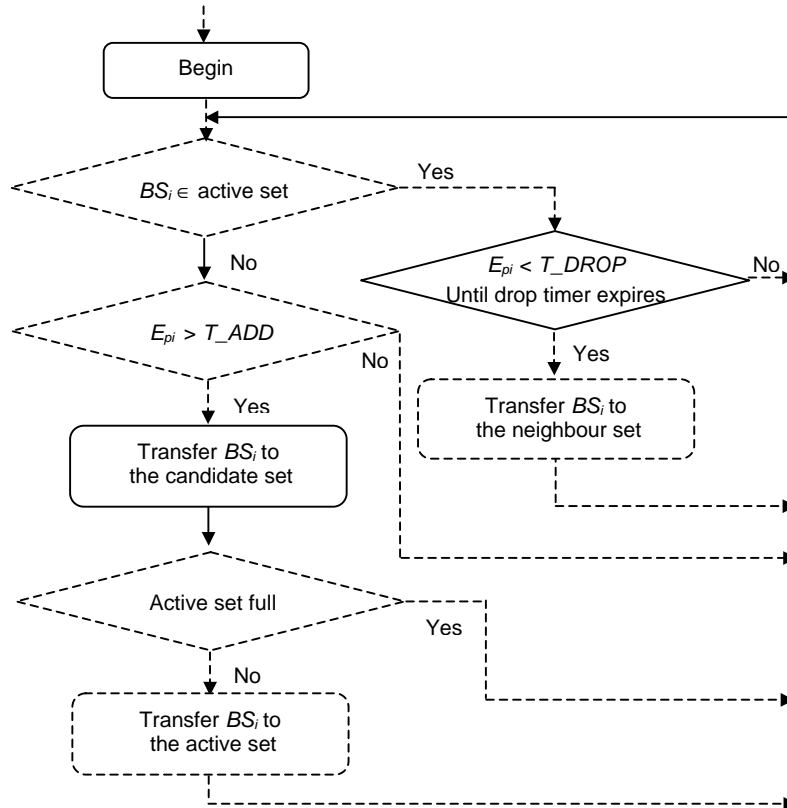 Begin
BSi ∈ active set
Yes
No
Epi < T_DROP
Until drop timer expires
No
Epi > T_ADD
No
Yes
Yes
Transfer BSi to
the neighbour set
Transfer BSi to
the candidate set
Active set full
Yes
No
Transfer BSi to
the active set